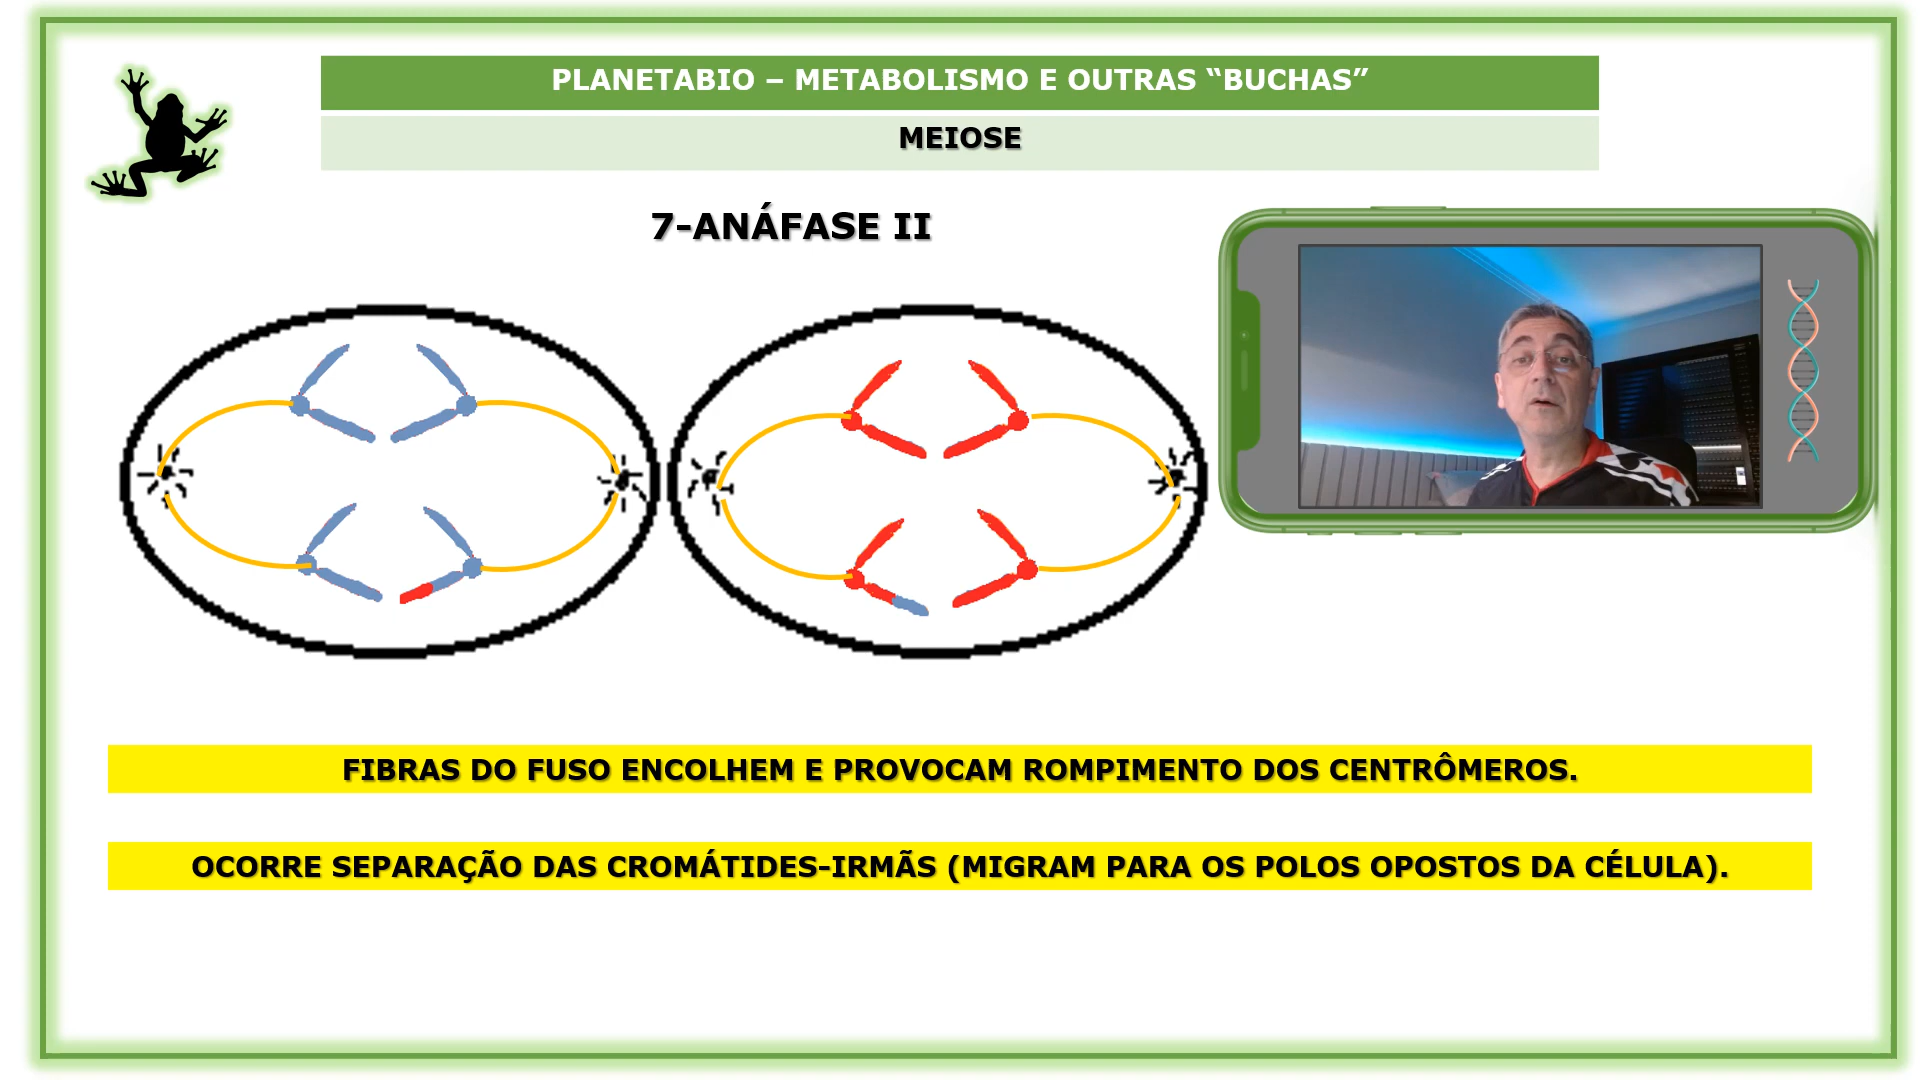 PLANETABIO – METABOLISMO E OUTRAS “BUCHAS”
MEIOSE
7-ANÁFASE II
FIBRAS DO FUSO ENCOLHEM E PROVOCAM ROMPIMENTO DOS CENTRÔMEROS.
OCORRE SEPARAÇÃO DAS CROMÁTIDES-IRMÃS (MIGRAM PARA OS POLOS OPOSTOS DA CÉLULA).